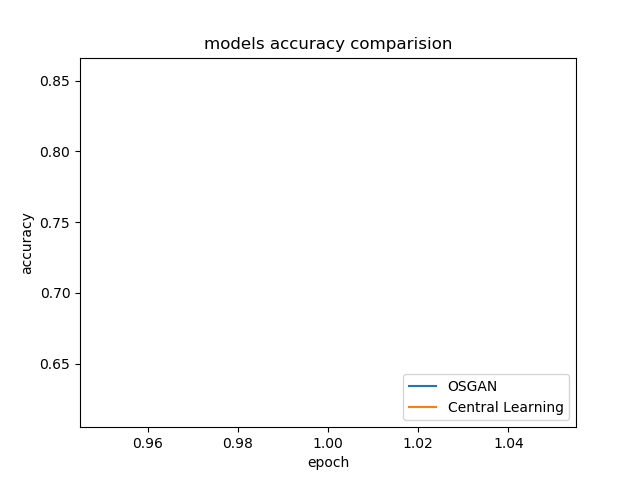 models accuracy comparision
accuracy
0.85
0.80
0.75
0.70
0.65
0.96
0.98
1.00
1.02
1.04
epoch
OSGAN
Central Learning